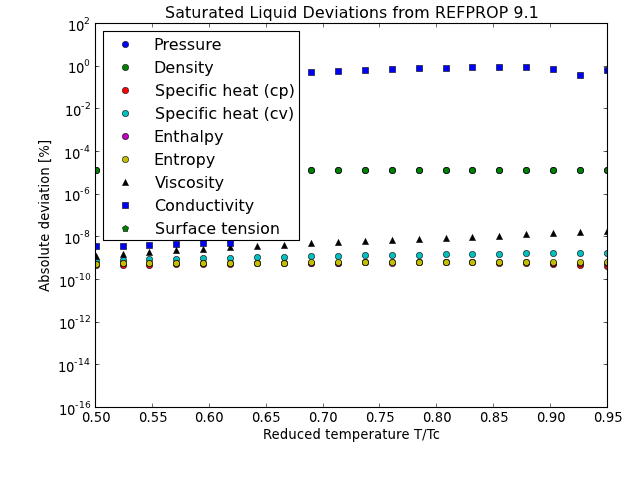 Saturated Liquid Deviations from REFPROP 9.1
10^2
10^0
10^-2
10^-4
10^-6
10^-8
10^-10
10^-12
10^-14
10^-16
Absolute deviation [%]
Pressure
Density
Specific heat (cp)
Specific heat (cv)
Enthalpy
Entropy
Viscosity
Conductivity
Surface tension
0.50 0.55 0.60 0.65 0.70 0.75 0.80 0.85 0.90 0.95
Reduced temperature T/Tc